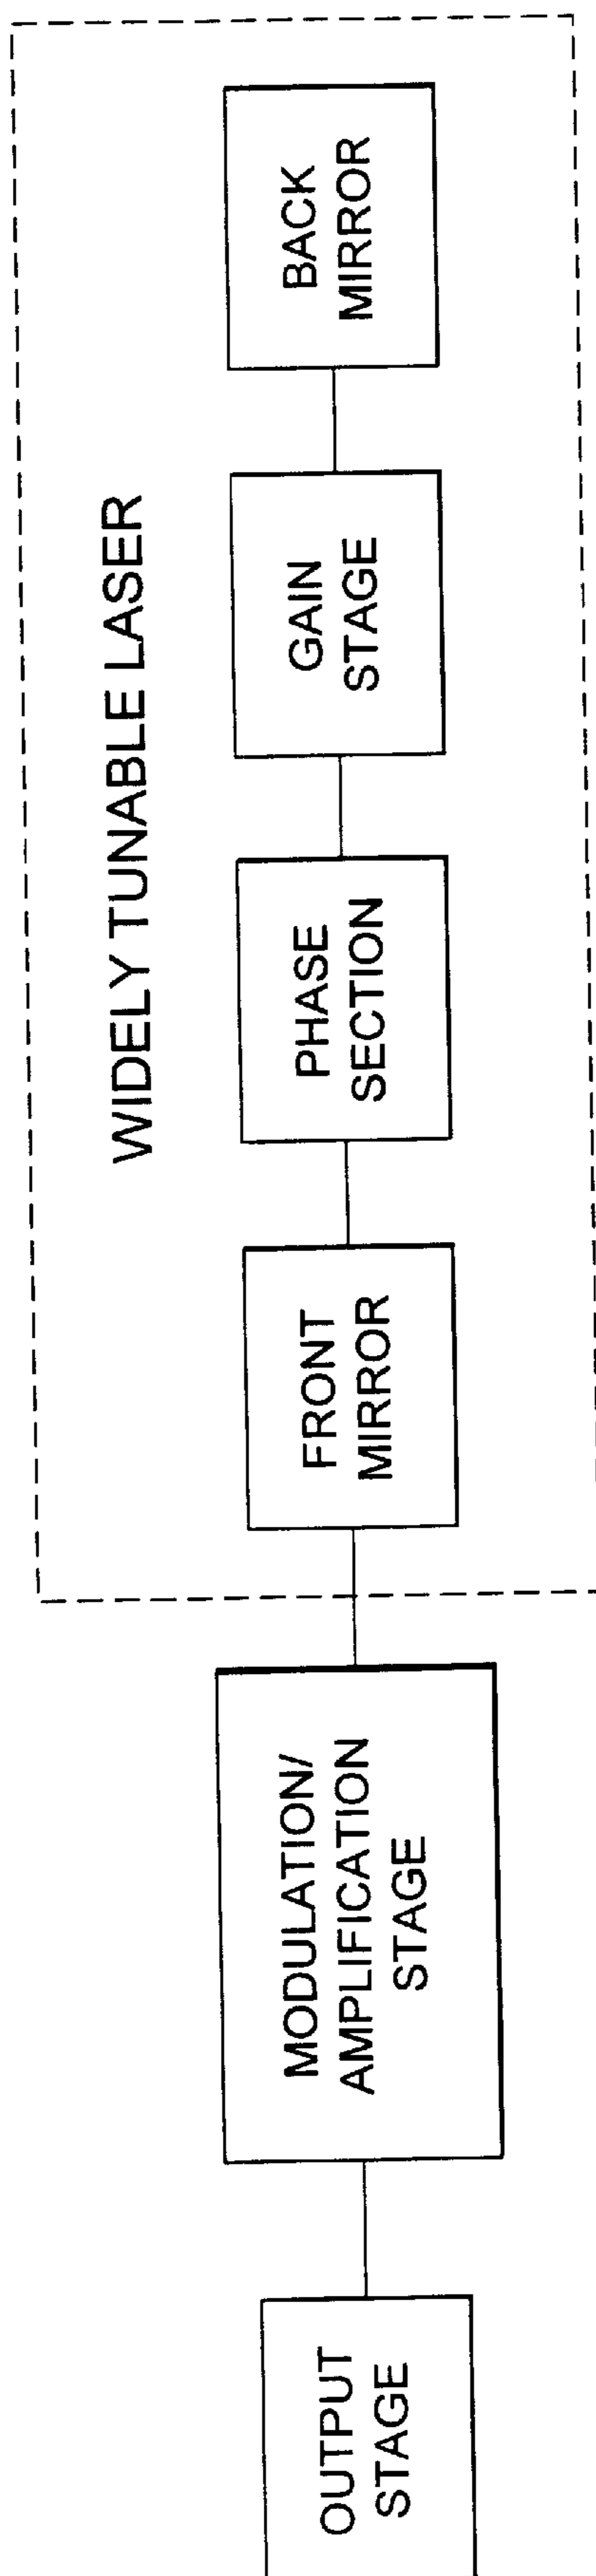 WIDELY TUNABLE LASER
OUTPUT
STAGE
MODULATION/
AMPLIFICATION
STAGE
FRONT
MIRROR
PHASE
SECTION
GAIN
STAGE
BACK
MIRROR